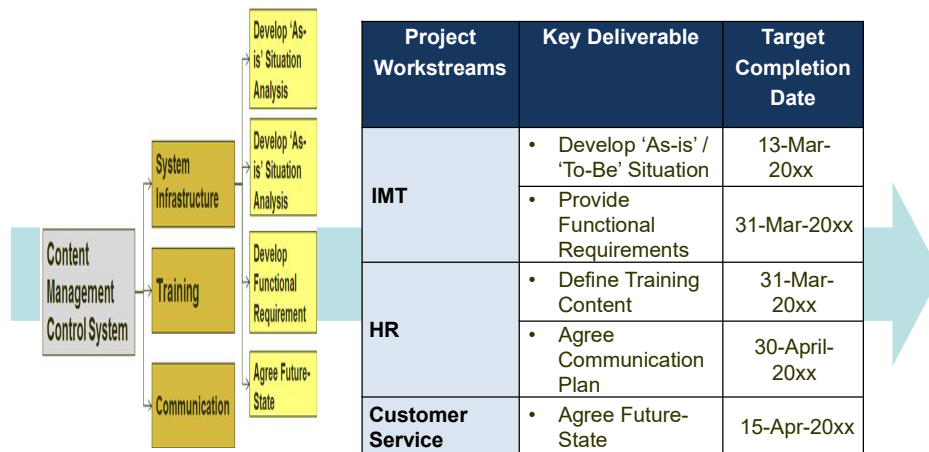 Content
Management
Control System
System
Infrastructure
Training
Communication
Develop ‘As-
is’ Situation
Analysis
Develop ‘As-
is’ Situation
Analysis
Develop
Functional
Requirement
Agree Future-
State
Project
Workstreams
Key Deliverable
Target
Completion
Date
IMT
• Develop ‘As-is’ /
‘To-Be’ Situation
13-Mar-
20xx
• Provide
Functional
Requirements
31-Mar-20xx
HR
• Define Training
Content
31-Mar-
20xx
• Agree
Communication
Plan
30-April-
20xx
Customer
Service
• Agree Future-
State
15-Apr-20xx